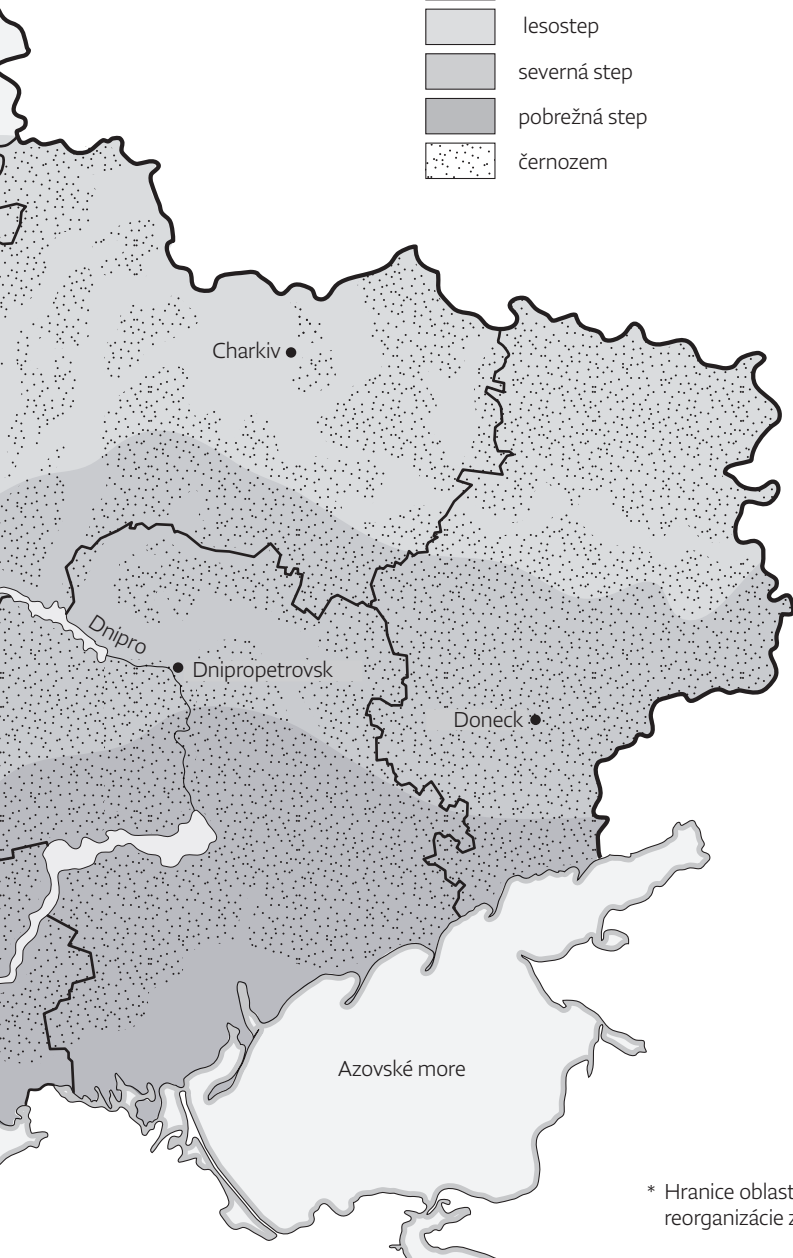 lesostep
severná step
pobrežná step
černozem
Charkiv
Dnipro
Dnipropetrovsk
Doneck
Azovské more
* Hranice oblast
reorganizácie z